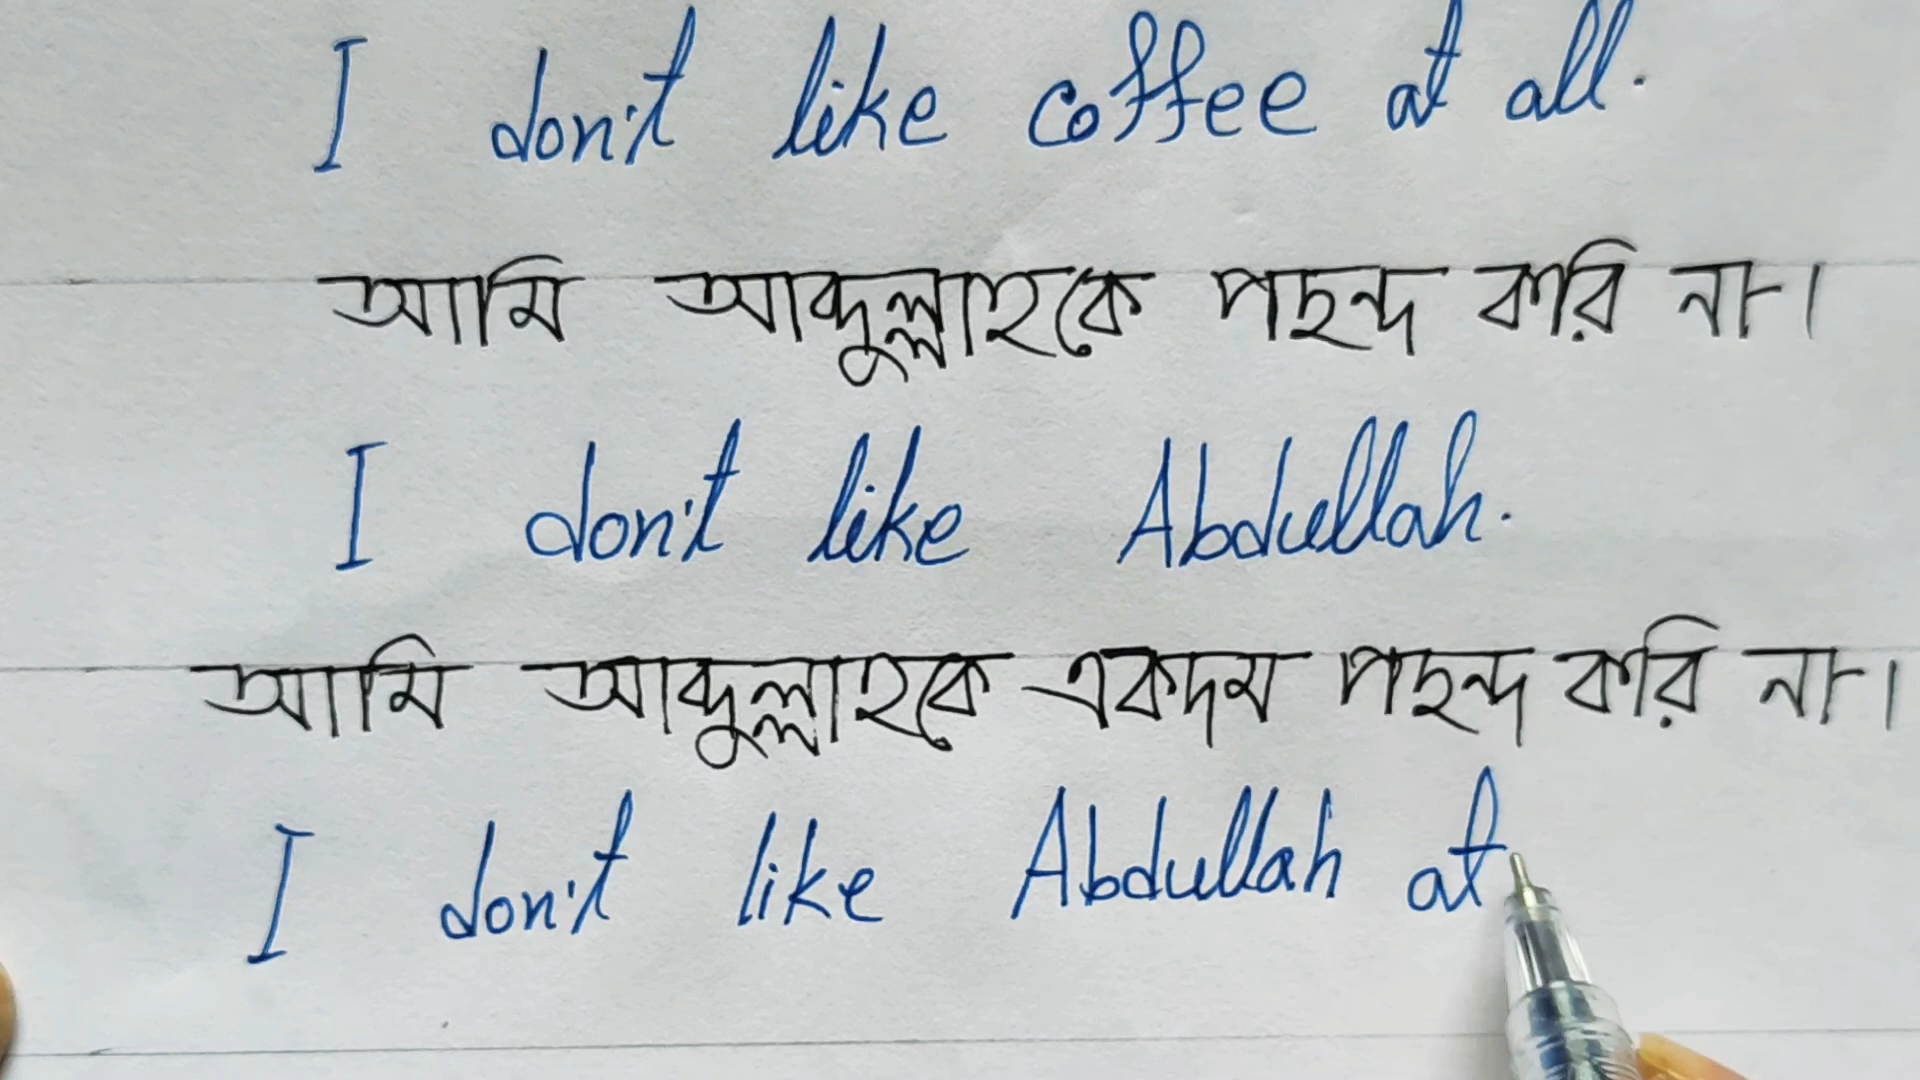 I don't like coffee at all.
আমি আব্দুল্লাহকে পছন্দ করি না।
I don't like Abdullah.
আমি আব্দুল্লাহকে একদম পছন্দ করি না।
I don't like Abdullah at